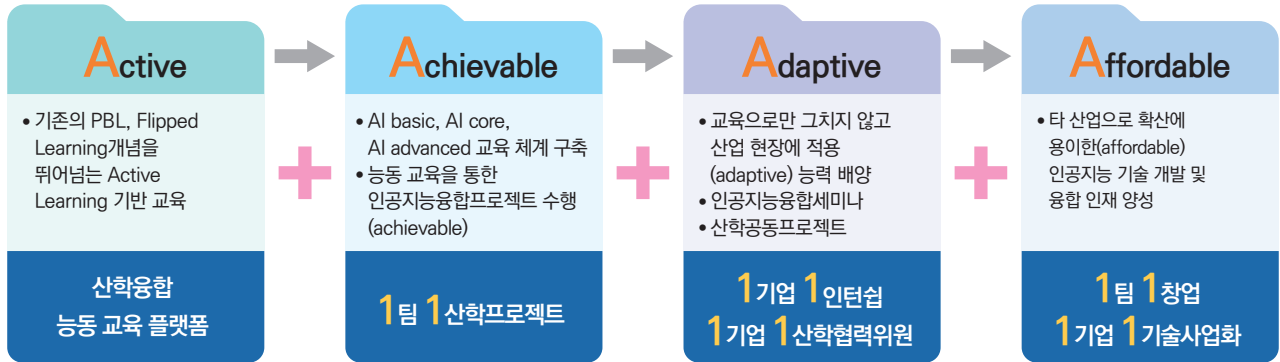 Active
• 기존의 PBL, Flipped
Learning개념을
뛰어넘는 Active
Learning 기반 교육
산학융합
능동 교육 플랫폼
Achievable
• AI basic, AI core,
AI advanced 교육 체계 구축
• 능동 교육을 통한
인공지능융합프로젝트 수행
(achievable)
1팀 1산학프로젝트
Adaptive
• 교육으로만 그치지 않고
산업 현장에 적용
(adaptive) 능력 배양
• 인공지능융합세미나
• 산학공동프로젝트
1기업 1인턴쉽
1기업 1산학협력위원
Affordable
• 타 산업으로 확산에
용이한(affordable)
인공지능 기술 개발 및
융합 인재 양성
1팀 1창업
1기업 1기술사업화